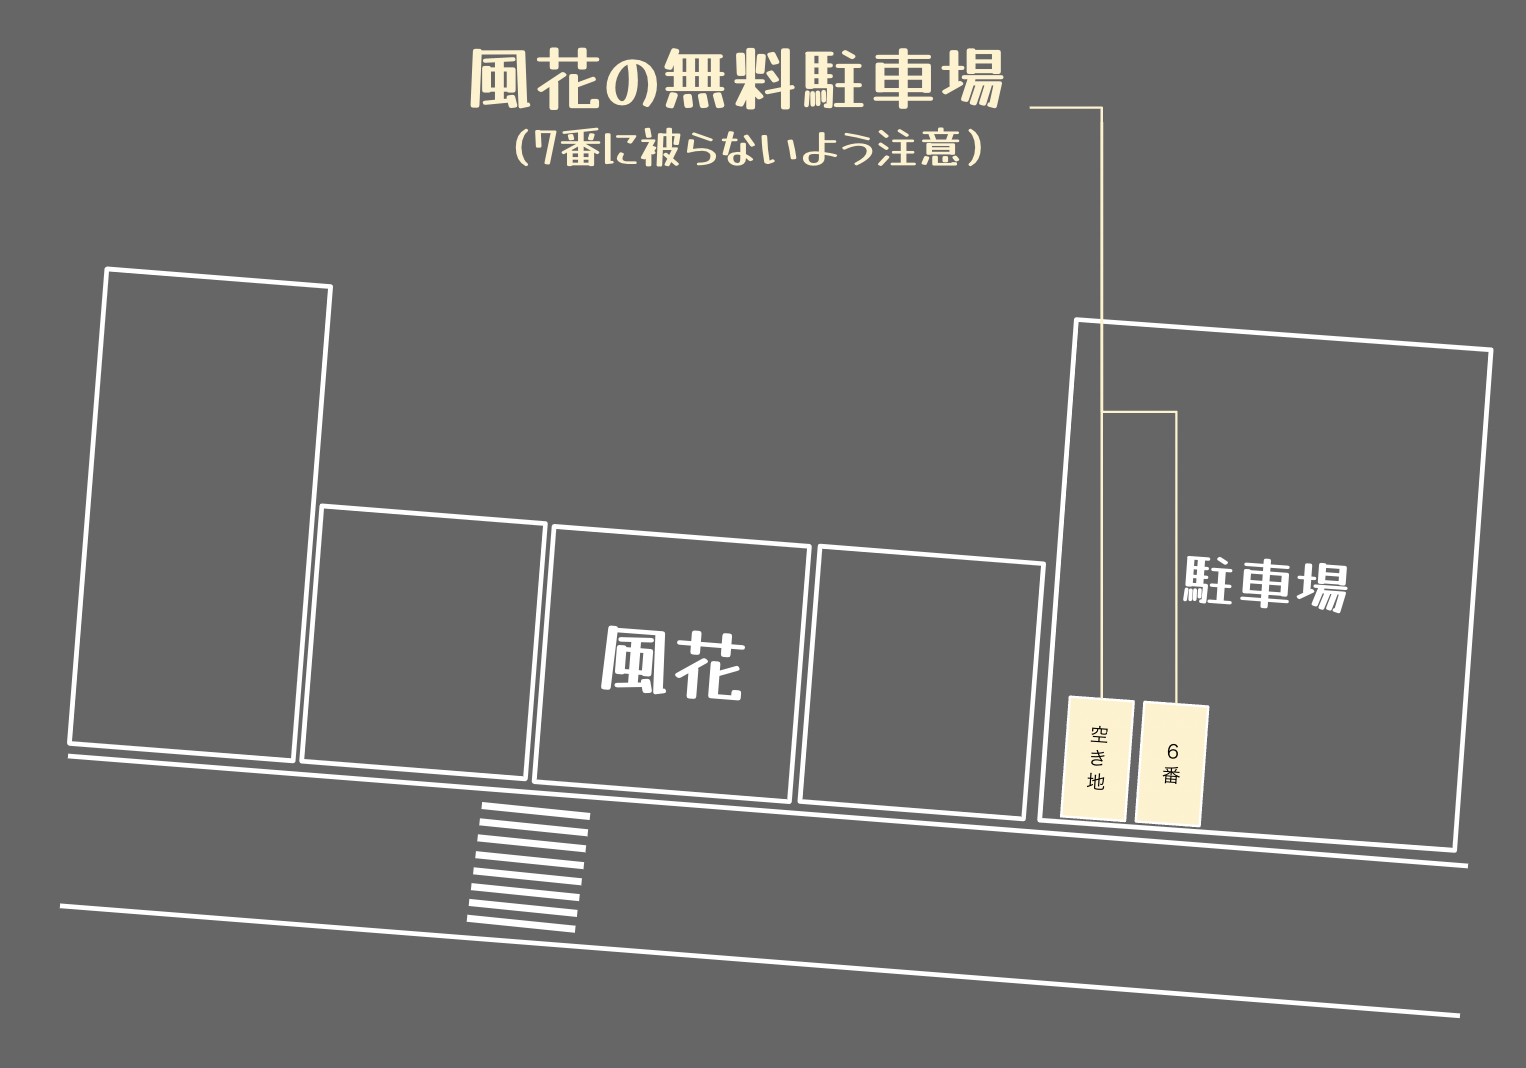 風花の無料駐車場
（7番に被らないよう注意）
風花
駐車場
空き地
6番